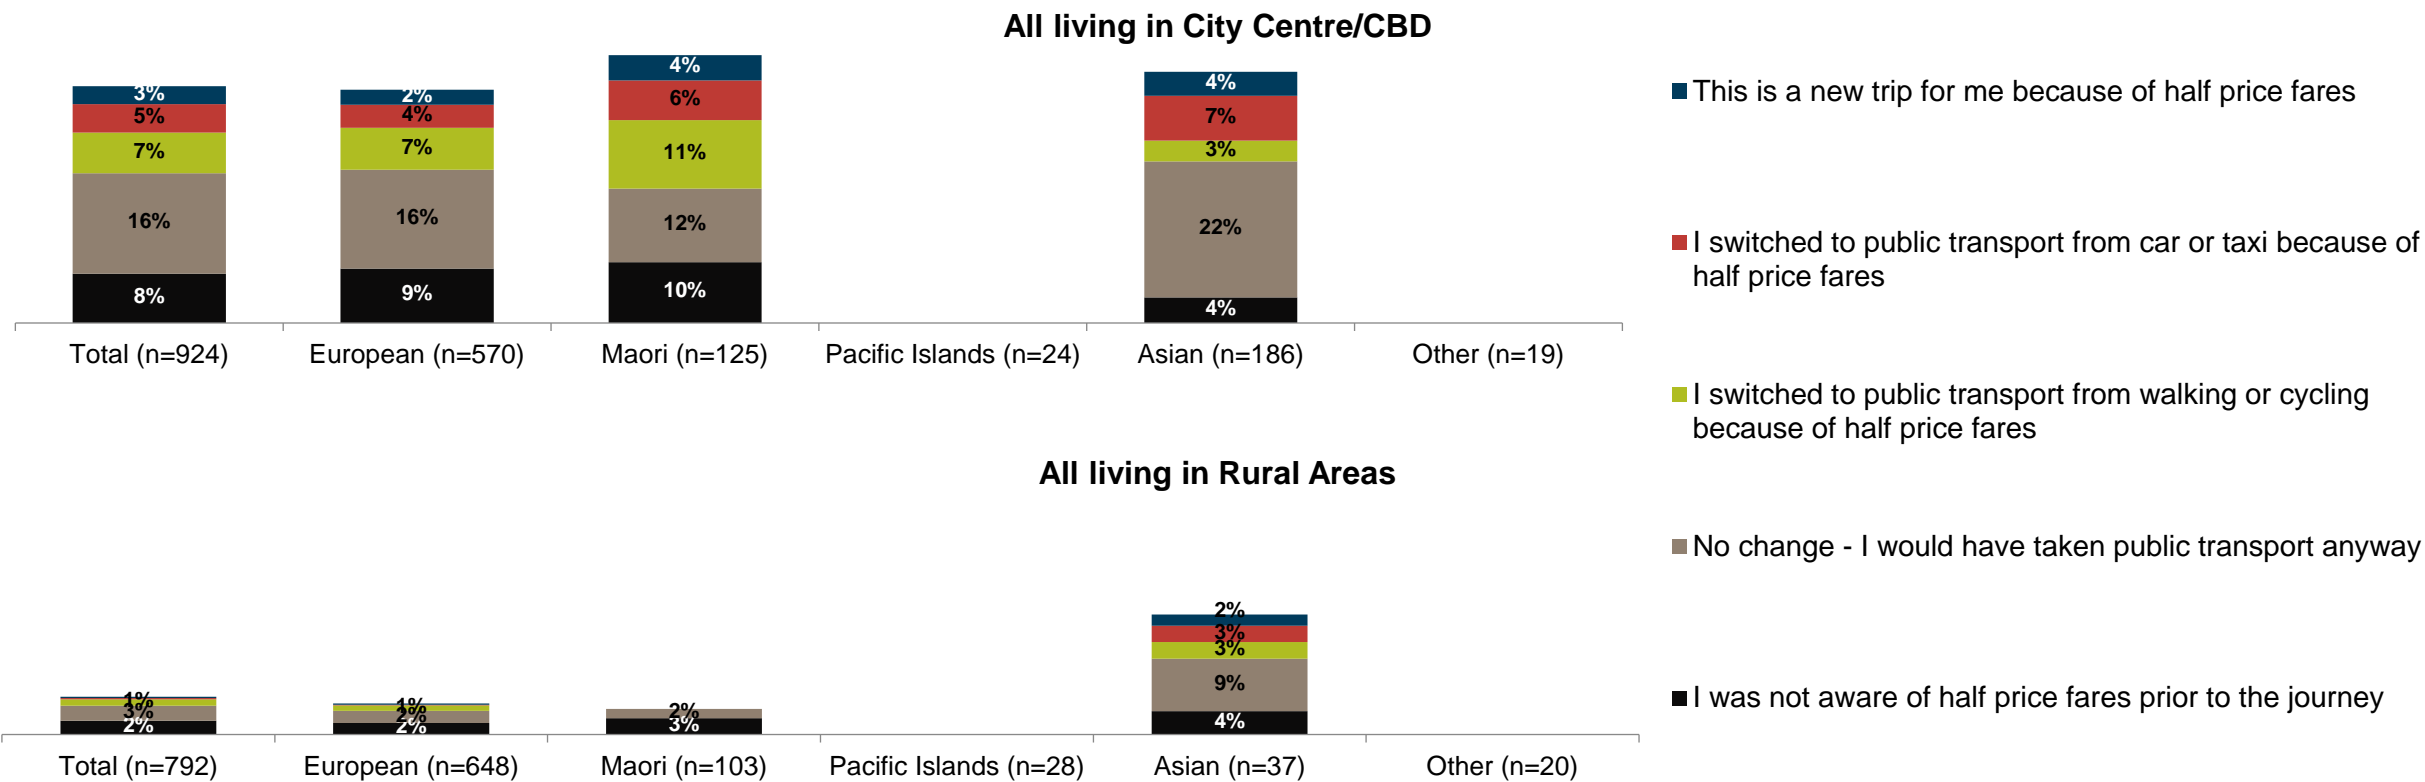 All living in City Centre/CBD
3%
5%
7%
16%
8%
2%
4%
7%
16%
9%
4%
6%
11%
12%
10%
4%
7%
3%
22%
4%
Total (n=924)
European (n=570)
Maori (n=125)
Pacific Islands (n=24)
Asian (n=186)
Other (n=19)
This is a new trip for me because of half price fares
I switched to public transport from car or taxi because of
half price fares
I switched to public transport from walking or cycling
because of half price fares
No change - I would have taken public transport anyway
I was not aware of half price fares prior to the journey
All living in Rural Areas
1%
3%
2%
1%
2%
2%
2%
3%
2%
3%
3%
9%
4%
Total (n=792)
European (n=648)
Maori (n=103)
Pacific Islands (n=28)
Asian (n=37)
Other (n=20)